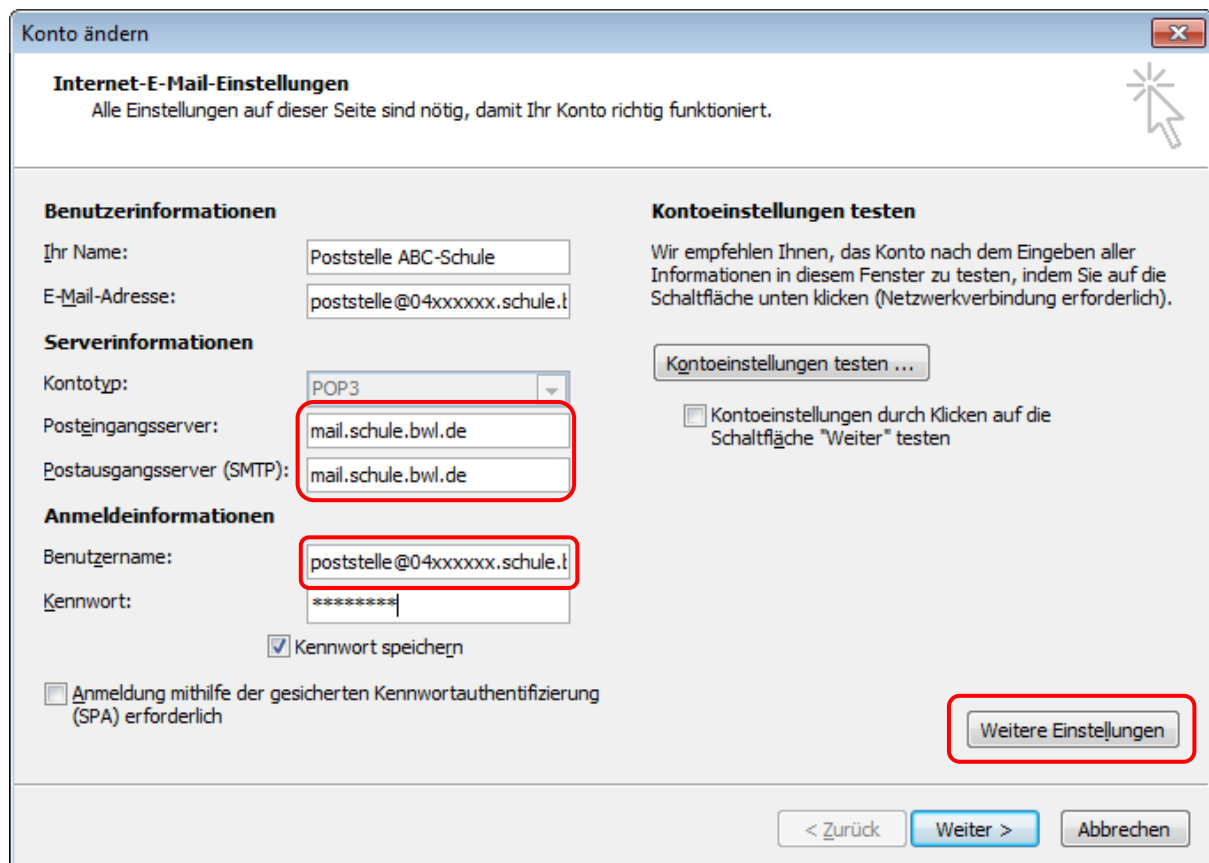 Konto ändern
Internet-E-Mail-Einstellungen
Alle Einstellungen auf dieser Seite sind nötig, damit Ihr Konto richtig funktioniert.
Benutzerinformationen
Ihr Name:
Poststelle ABC-Schule
E-Mail-Adresse:
poststelle@04xxxxxx.schule.b
Serverinformationen
Kontotyp:
POP3
Posteingangsserver:
mail.schule.bwl.de
Postausgangsserver (SMTP):
mail.schule.bwl.de
Anmeldeinformationen
Benutzername:
poststelle@04xxxxxx.schule.b
Kennwort:
********
Kennwort speichern
Anmeldung mithilfe der gesicherten Kennwortauthentifizierung
(SPA) erforderlich
Kontoeinstellungen testen
Wir empfehlen Ihnen, das Konto nach dem Eingeben aller
Informationen in diesem Fenster zu testen, indem Sie auf die
Schaltfläche unten klicken (Netzwerkverbindung erforderlich).
Kontoeinstellungen testen ...
Kontoeinstellungen durch Klicken auf die
Schaltfläche "Weiter" testen
Weitere Einstellungen
< Zurück
Weiter >
Abbrechen